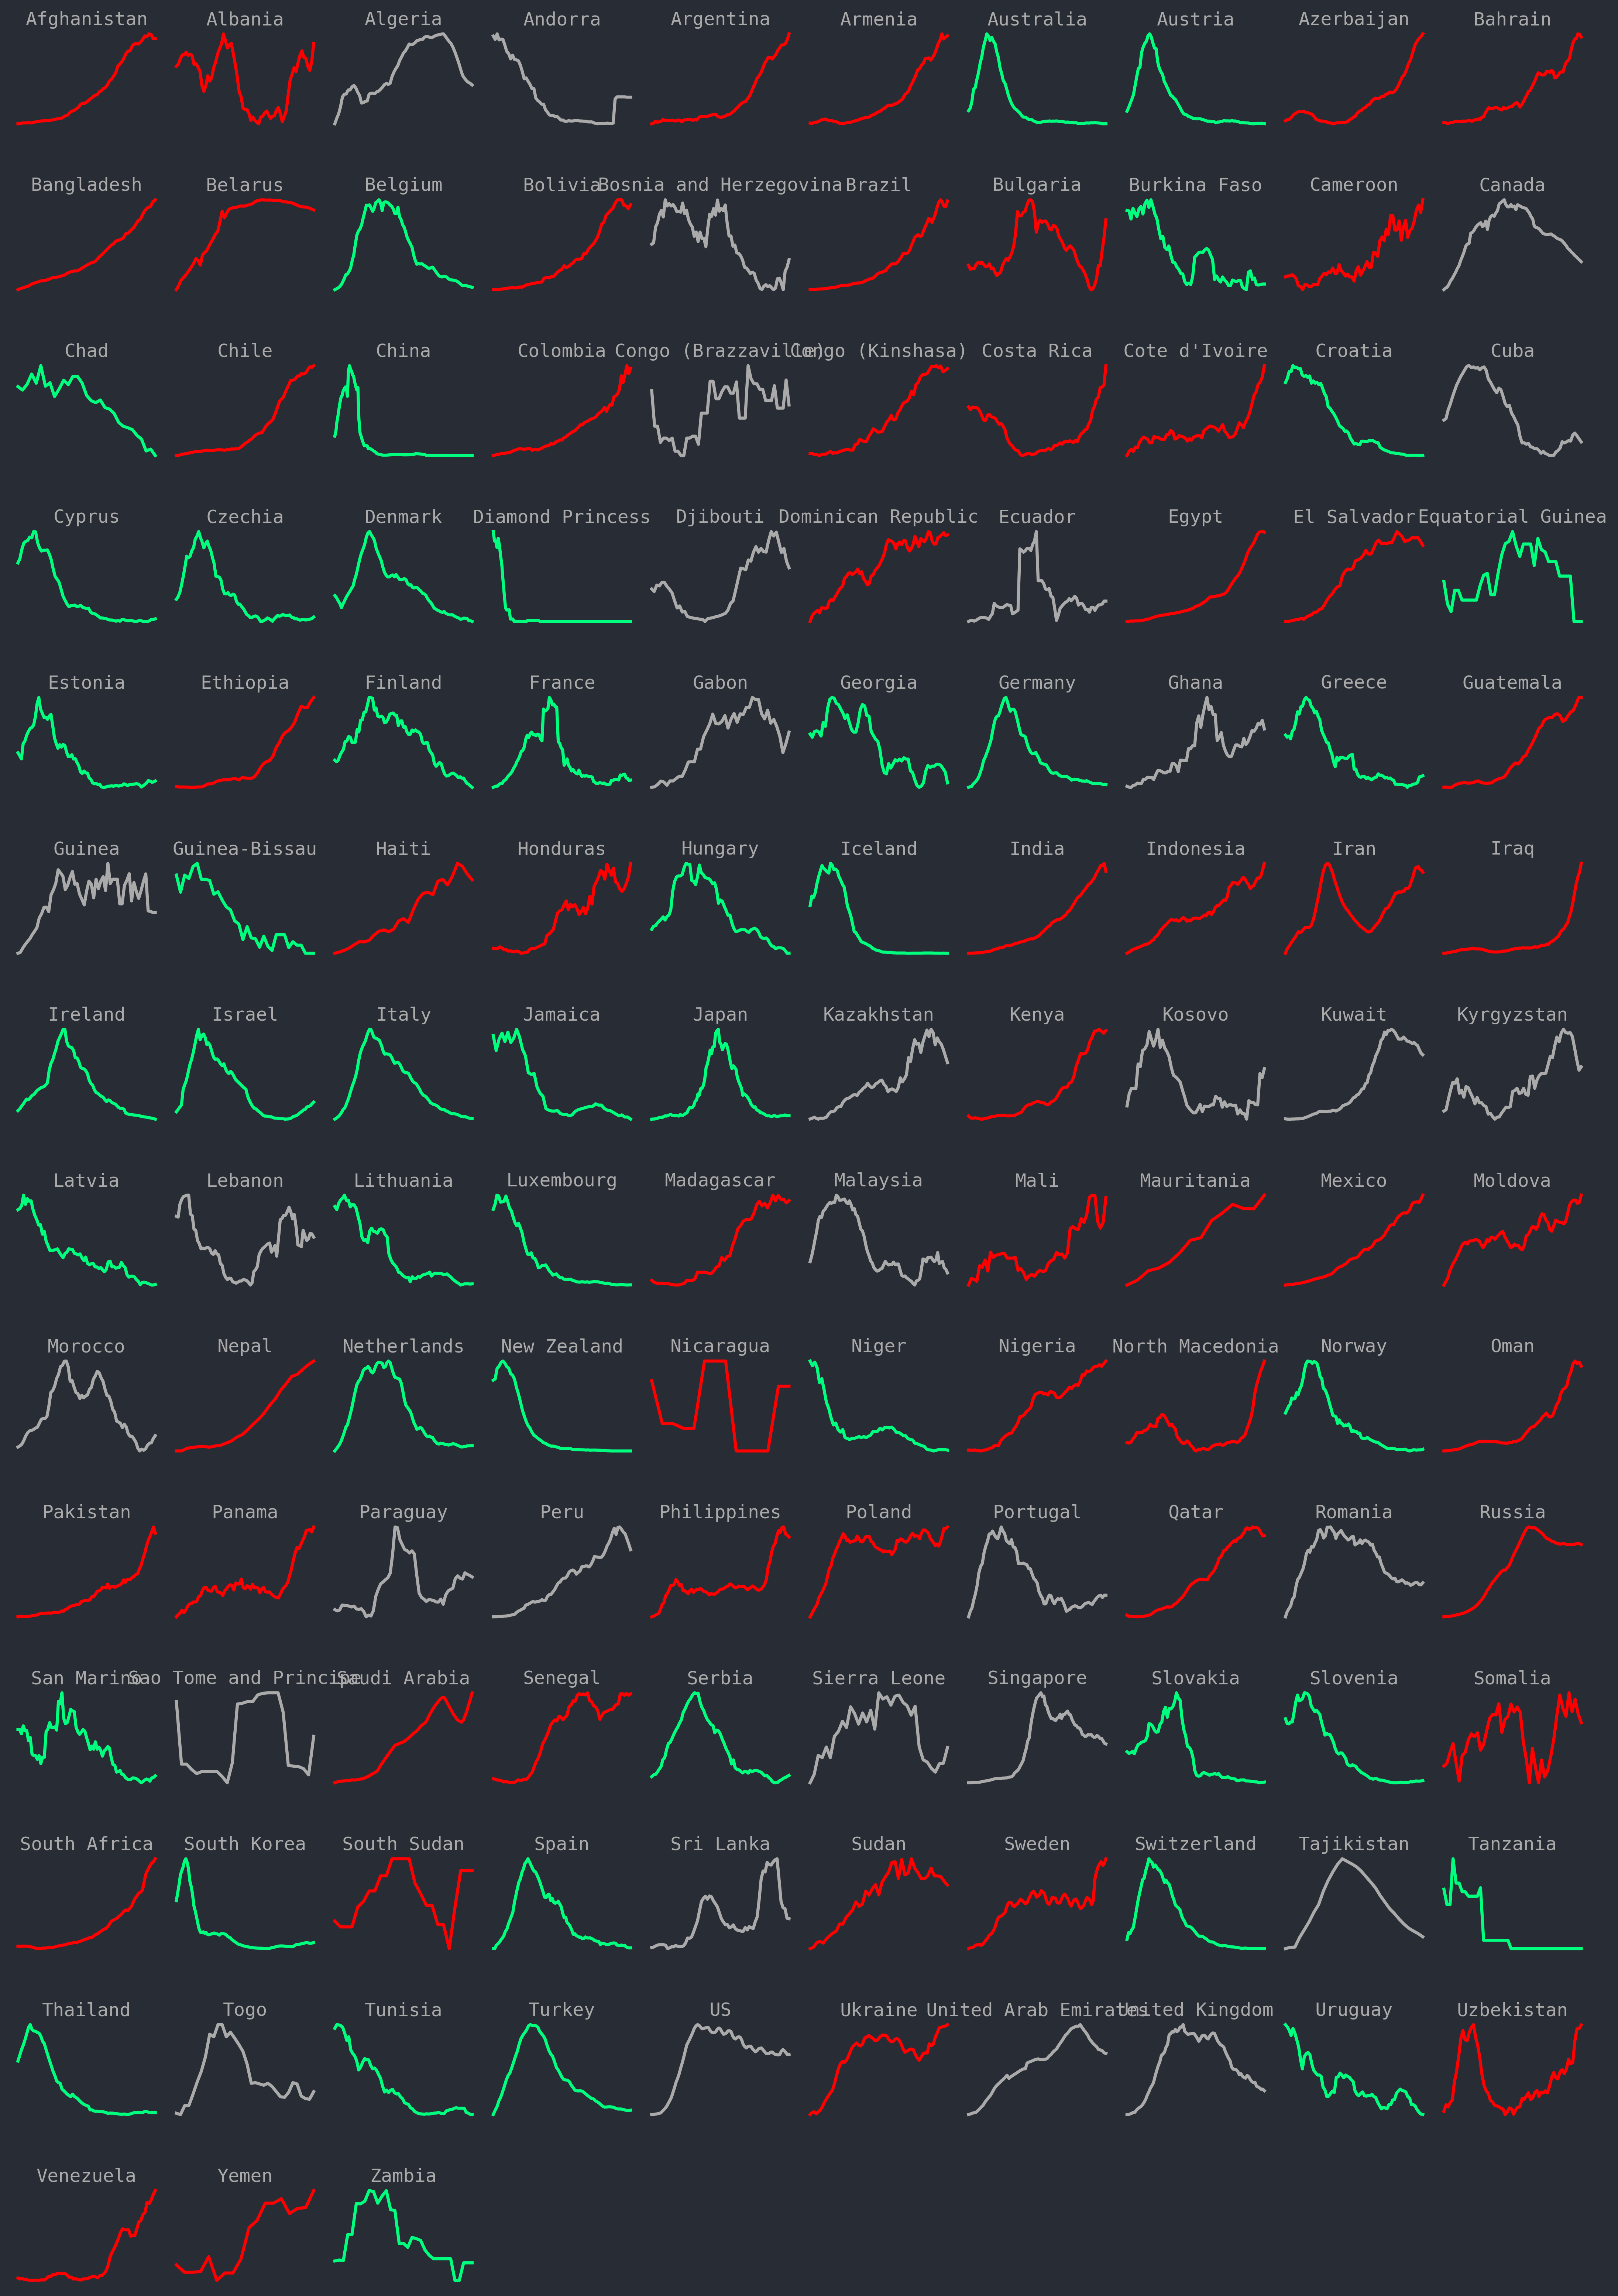 Afghanistan Albania Algeria Andorra Argentina Armenia Australia Austria Azerbaijan Bahrain
Bangladesh Belarus Belgium Bolivia Bosnia and Herzegovina Brazil Bulgaria Burkina Faso Cameroon Canada
Chad Chile China Colombia Congo (Brazzaville) Congo (Kinshasa) Costa Rica Cote d'Ivoire Croatia Cuba
Cyprus Czechia Denmark Diamond Princess Djibouti Dominican Republic Ecuador Egypt El Salvador Equatorial Guinea
Estonia Ethiopia Finland France Gabon Georgia Germany Ghana Greece Guatemala
Guinea Guinea-Bissau Haiti Honduras Hungary Iceland India Indonesia Iran Iraq
Ireland Israel Italy Jamaica Japan Kazakhstan Kenya Kosovo Kuwait Kyrgyzstan
Latvia Lebanon Lithuania Luxembourg Madagascar Malaysia Mali Mauritania Mexico Moldova
Morocco Nepal Netherlands New Zealand Nicaragua Niger Nigeria North Macedonia Norway Oman
Pakistan Panama Paraguay Peru Philippines Poland Portugal Qatar Romania Russia
San Marino Sao Tome and Principe Saudi Arabia Senegal Serbia Sierra Leone Singapore Slovakia Slovenia Somalia
South Africa South Korea South Sudan Spain Sri Lanka Sudan Sweden Switzerland Tajikistan Tanzania
Thailand Togo Tunisia Turkey US Ukraine United Arab Emirates United Kingdom Uruguay Uzbekistan
Venezuela Yemen Zambia